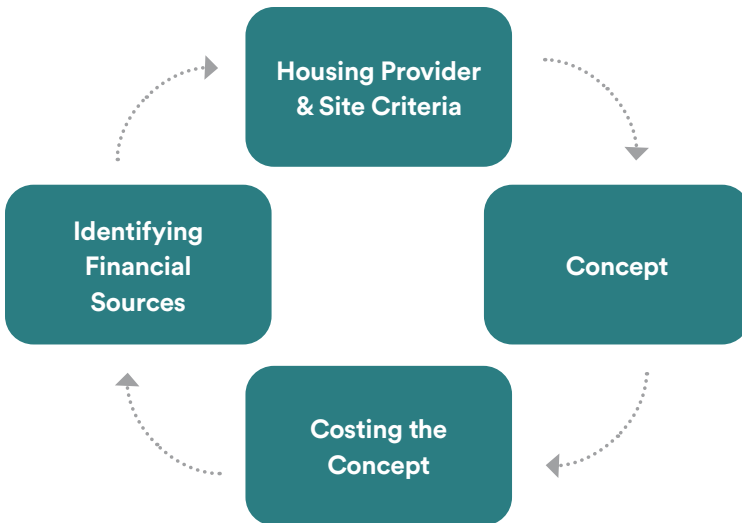 Housing Provider
& Site Criteria
Concept
Costing the
Concept
Identifying
Financial
Sources